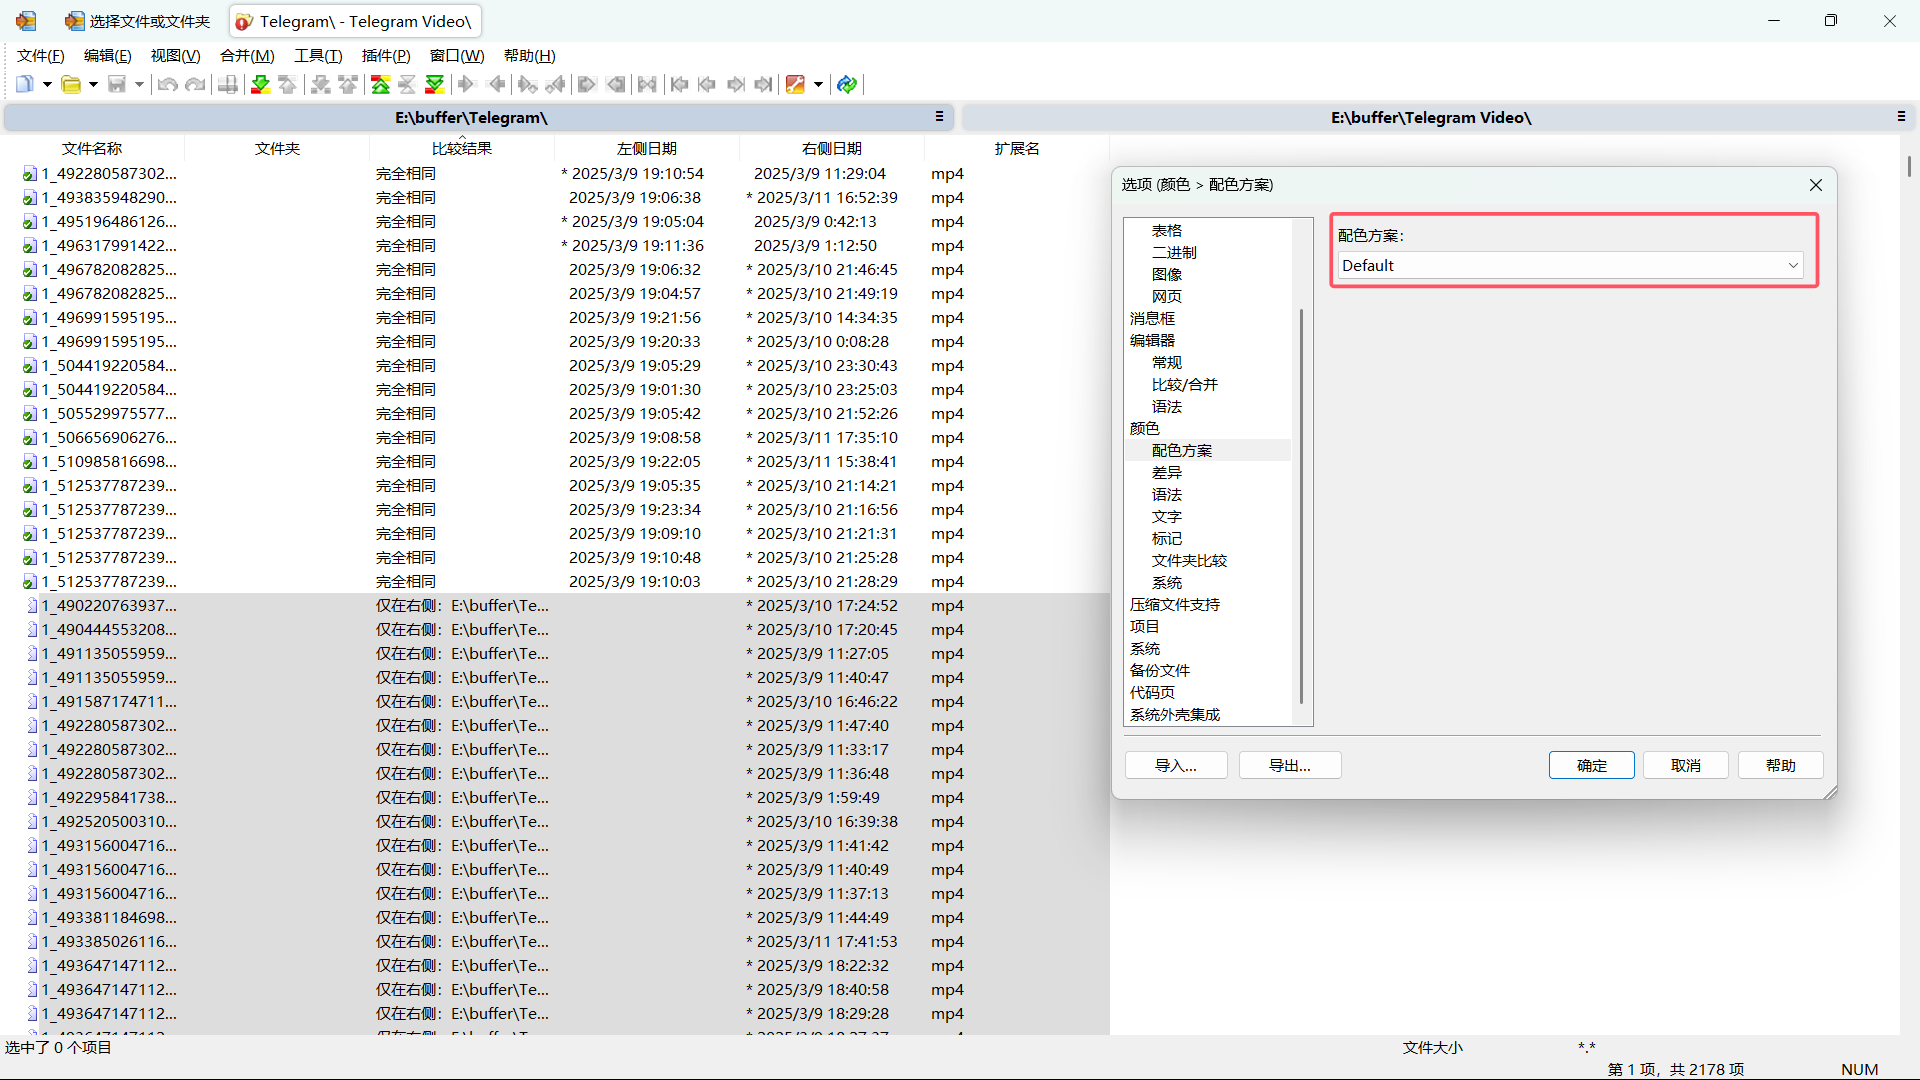 选择文件或文件夹
Telegram\ - Telegram Video\
文件(F) 编辑(E) 视图(V) 合并(M) 工具(T) 插件(P) 窗口(W) 帮助(H)
E:\buffer\Telegram\
E:\buffer\Telegram Video\
文件名称 文件夹 比较结果 左侧日期 右侧日期 扩展名
1_492280587302... 完全相同 * 2025/3/9 19:10:54 2025/3/9 11:29:04 mp4
1_493835948290... 完全相同 2025/3/9 19:06:38 * 2025/3/11 16:52:39 mp4
1_495196486126... 完全相同 * 2025/3/9 19:05:04 2025/3/9 0:42:13 mp4
1_496317991422... 完全相同 * 2025/3/9 19:11:36 2025/3/9 1:12:50 mp4
1_496782082825... 完全相同 2025/3/9 19:06:32 * 2025/3/10 21:46:45 mp4
1_496782082825... 完全相同 2025/3/9 19:04:57 * 2025/3/10 21:49:19 mp4
1_496991595195... 完全相同 2025/3/9 19:21:56 * 2025/3/10 14:34:35 mp4
1_496991595195... 完全相同 2025/3/9 19:20:33 * 2025/3/10 0:08:28 mp4
1_504419220584... 完全相同 2025/3/9 19:05:29 * 2025/3/10 23:30:43 mp4
1_504419220584... 完全相同 2025/3/9 19:01:30 * 2025/3/10 23:25:03 mp4
1_505529975577... 完全相同 2025/3/9 19:05:42 * 2025/3/10 21:52:26 mp4
1_506656906276... 完全相同 2025/3/9 19:08:58 * 2025/3/11 17:35:10 mp4
1_510985816698... 完全相同 2025/3/9 19:22:05 * 2025/3/11 15:38:41 mp4
1_512537787239... 完全相同 2025/3/9 19:05:35 * 2025/3/10 21:14:21 mp4
1_512537787239... 完全相同 2025/3/9 19:23:34 * 2025/3/10 21:16:56 mp4
1_512537787239... 完全相同 2025/3/9 19:09:10 * 2025/3/10 21:21:31 mp4
1_512537787239... 完全相同 2025/3/9 19:10:48 * 2025/3/10 21:25:28 mp4
1_512537787239... 完全相同 2025/3/9 19:10:03 * 2025/3/10 21:28:29 mp4
1_490220763937... 仅在右侧：E:\buffer\Te... * 2025/3/10 17:24:52 mp4
1_490444553208... 仅在右侧：E:\buffer\Te... * 2025/3/10 17:20:45 mp4
1_491135055959... 仅在右侧：E:\buffer\Te... * 2025/3/9 11:27:05 mp4
1_491135055959... 仅在右侧：E:\buffer\Te... * 2025/3/9 11:40:47 mp4
1_491587174711... 仅在右侧：E:\buffer\Te... * 2025/3/10 16:46:22 mp4
1_492280587302... 仅在右侧：E:\buffer\Te... * 2025/3/9 11:47:40 mp4
1_492280587302... 仅在右侧：E:\buffer\Te... * 2025/3/9 11:33:17 mp4
1_492280587302... 仅在右侧：E:\buffer\Te... * 2025/3/9 11:36:48 mp4
1_492295841738... 仅在右侧：E:\buffer\Te... * 2025/3/9 1:59:49 mp4
1_492520500310... 仅在右侧：E:\buffer\Te... * 2025/3/10 16:39:38 mp4
1_493156004716... 仅在右侧：E:\buffer\Te... * 2025/3/9 11:41:42 mp4
1_493156004716... 仅在右侧：E:\buffer\Te... * 2025/3/9 11:40:49 mp4
1_493156004716... 仅在右侧：E:\buffer\Te... * 2025/3/9 11:37:13 mp4
1_493381184698... 仅在右侧：E:\buffer\Te... * 2025/3/9 11:44:49 mp4
1_493385026116... 仅在右侧：E:\buffer\Te... * 2025/3/11 17:41:53 mp4
1_493647147112... 仅在右侧：E:\buffer\Te... * 2025/3/9 18:22:32 mp4
1_493647147112... 仅在右侧：E:\buffer\Te... * 2025/3/9 18:40:58 mp4
1_493647147112... 仅在右侧：E:\buffer\Te... * 2025/3/9 18:29:28 mp4
选项 (颜色 > 配色方案)
表格
二进制
图像
网页
消息框
编辑器
常规
比较/合并
语法
颜色
配色方案
差异
语法
文字
标记
文件夹比较
系统
压缩文件支持
项目
系统
备份文件
代码页
系统外壳集成
配色方案：
Default
导入... 导出... 确定 取消 帮助
选中了 0 个项目 文件大小 *.*
第 1 项，共 2178 项 NUM